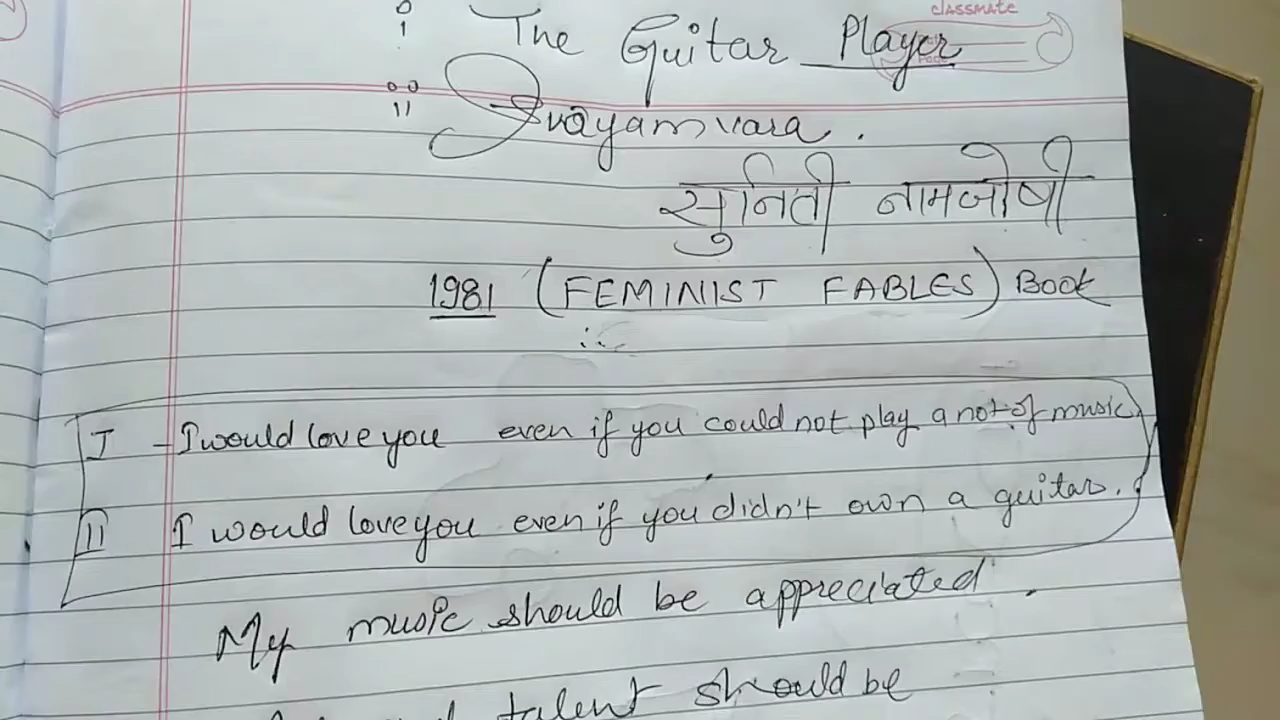 classmate
i The Guitar Player
ii Svayamvara .
सुनिती नामजोषी
1981 (FEMINIST FABLES) Book
I - I would love you even if you could not play a not of music
II I would love you even if you didn't own a guitar.
My music should be appreciated .
talent should be